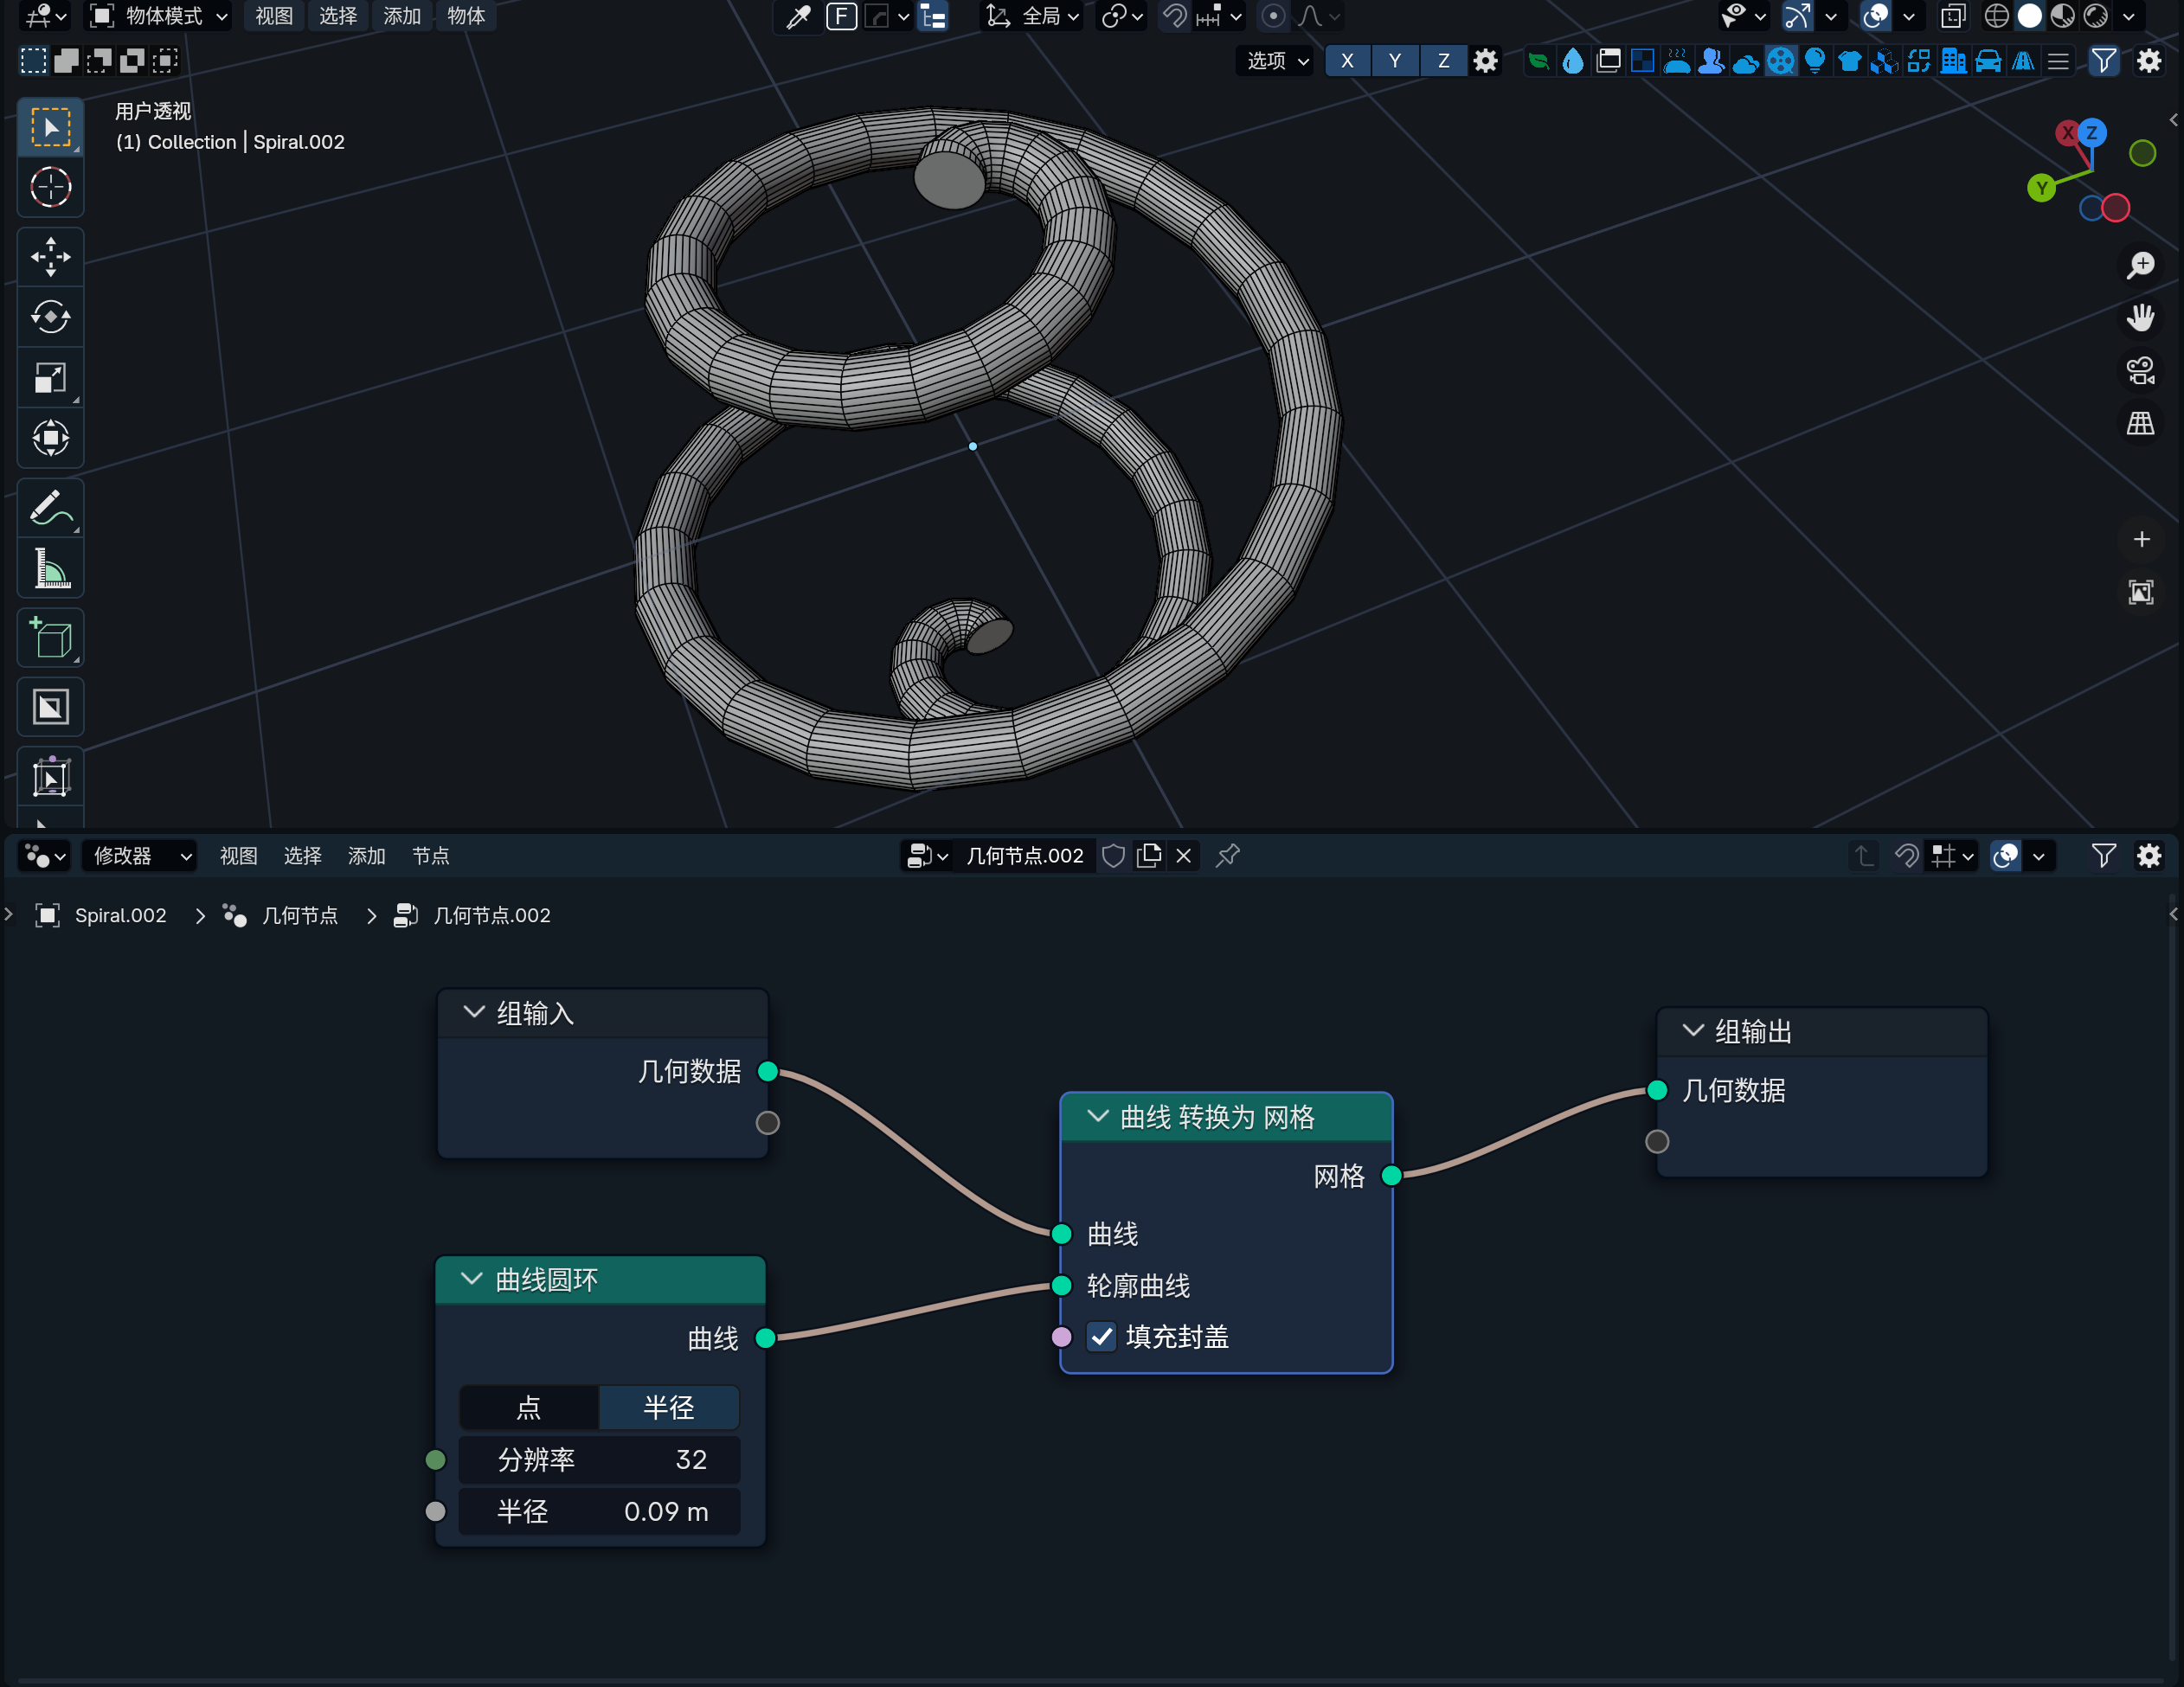 物体模式 视图 选择 添加 物体 F 全局
选项 X Y Z
用户透视
(1) Collection | Spiral.002
X Z
Y
修改器 视图 选择 添加 节点 几何节点.002
Spiral.002 > 几何节点 > 几何节点.002
组输入
几何数据
组输出
几何数据
曲线 转换为 网格
网格
曲线
轮廓曲线
填充封盖
曲线圆环
曲线
点 半径
分辨率 32
半径 0.09 m